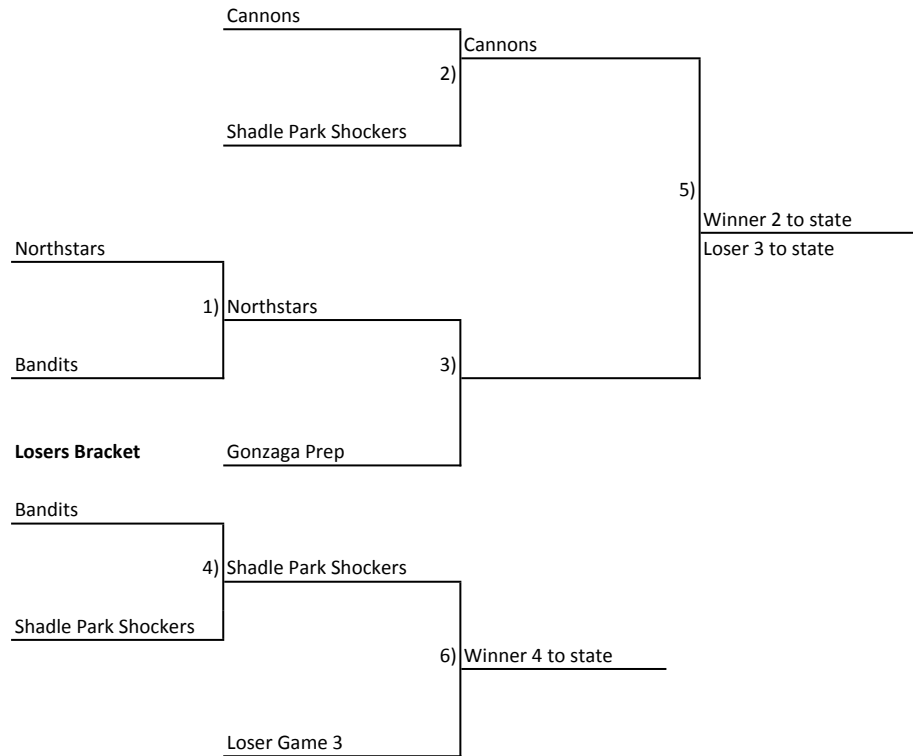 Cannons
Cannons
2)
Shadle Park Shockers
5)
Winner 2 to state
Northstars
Loser 3 to state
1) Northstars
Bandits
3)
Losers Bracket
Gonzaga Prep
Bandits
4) Shadle Park Shockers
Shadle Park Shockers
6) Winner 4 to state
Loser Game 3